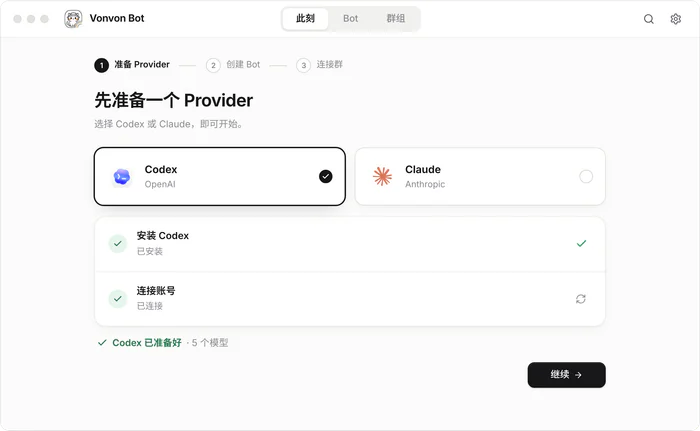 Vonvon Bot
此刻
Bot
群组
1 准备 Provider
2 创建 Bot
3 连接群
先准备一个 Provider
选择 Codex 或 Claude，即可开始。
Codex
OpenAI
Claude
Anthropic
安装 Codex
已安装
连接账号
已连接
Codex 已准备好 · 5 个模型
继续 →